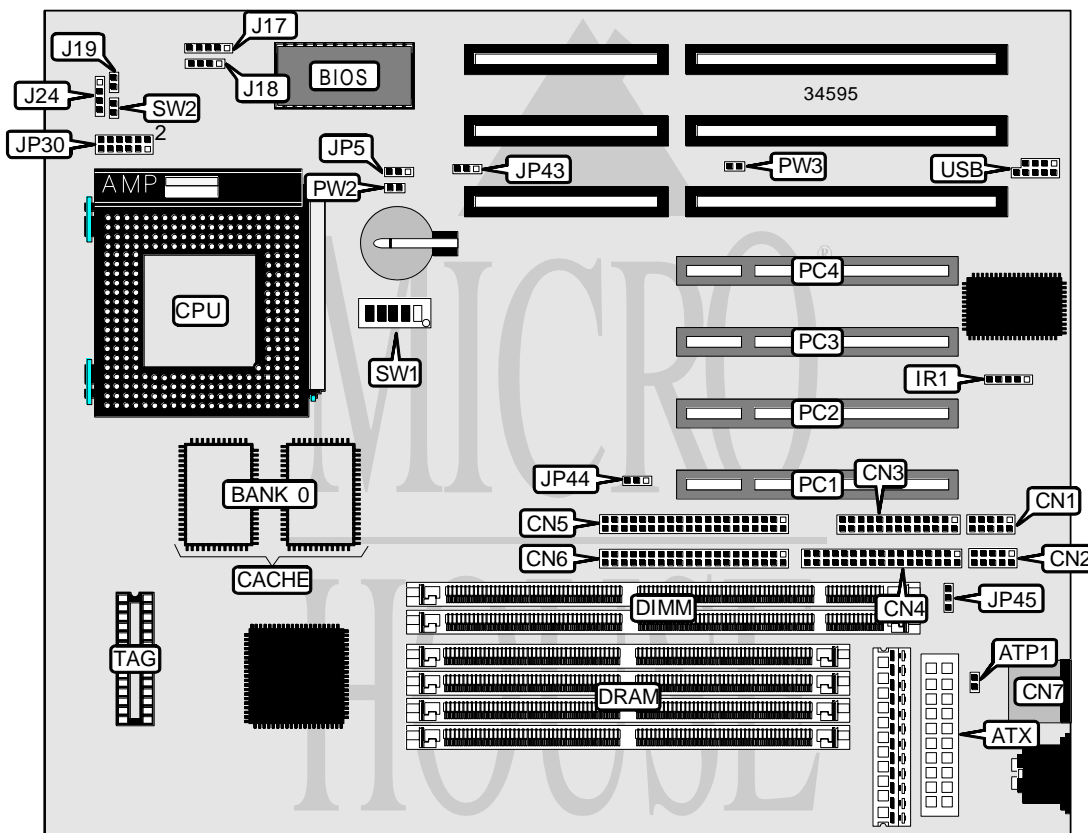 J17
J19
J18
BIOS
J24
SW2
34595
JP30
2
JP5
JP43
PW3
USB
AMP
PW2
MICRO
®
PC4
CPU
PC3
SW1
IR1
PC2
JP44
PC1
CN3
BANK 0
CN5
CN1
CN6
CN2
CACHE
HOUSE
DIMM
CN4
JP45
TAG
ATP1
CN7
DRAM
ATX